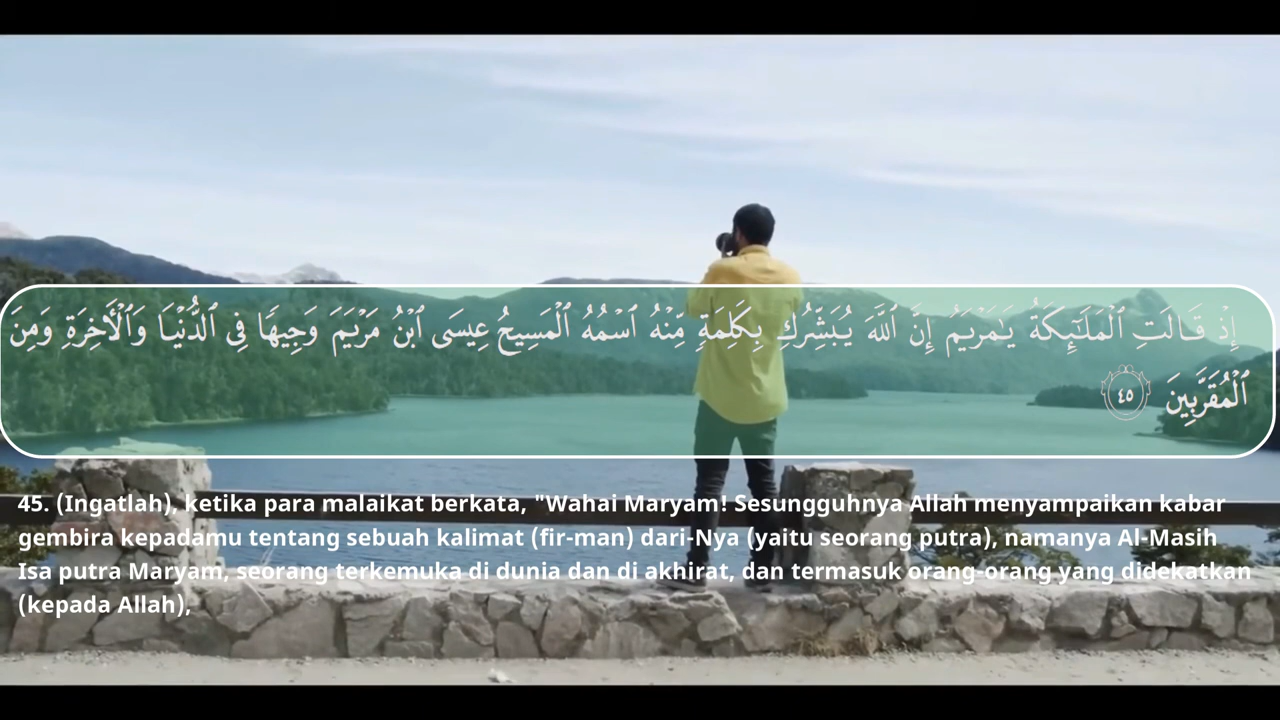 إِذْ قَالَتِ ٱلْمَلَٰٓئِكَةُ يَٰمَرْيَمُ إِنَّ ٱللَّهَ يُبَشِّرُكِ بِكَلِمَةٍ مِّنْهُ ٱسْمُهُ ٱلْمَسِيحُ عِيسَى ٱبْنُ مَرْيَمَ وَجِيهًا فِى ٱلدُّنْيَا وَٱلْأَخِرَةِ وَمِنَ
ٱلْمُقَرَّبِينَ ٤٥
45. (Ingatlah), ketika para malaikat berkata, "Wahai Maryam! Sesungguhnya Allah menyampaikan kabar
gembira kepadamu tentang sebuah kalimat (fir-man) dari-Nya (yaitu seorang putra), namanya Al-Masih
Isa putra Maryam, seorang terkemuka di dunia dan di akhirat, dan termasuk orang-orang yang didekatkan
(kepada Allah),